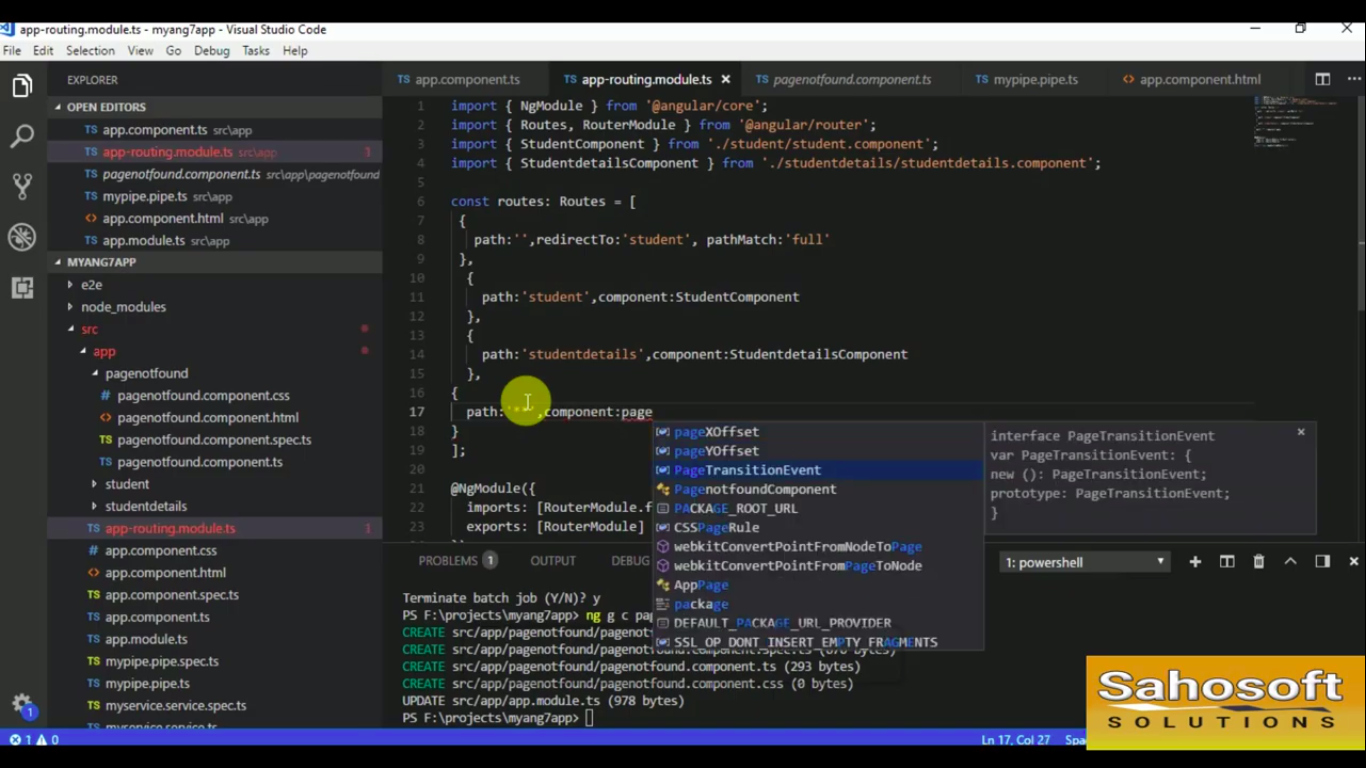 app-routing.module.ts - myang7app - Visual Studio Code
File Edit Selection View Go Debug Tasks Help
EXPLORER
OPEN EDITORS
TS app.component.ts src\app
TS app-routing.module.ts src\app 1
TS pagenotfound.component.ts src\app\pagenotfound
TS mypipe.pipe.ts src\app
<> app.component.html src\app
TS app.module.ts src\app
MYANG7APP
e2e
node_modules
src
app
pagenotfound
# pagenotfound.component.css
<> pagenotfound.component.html
TS pagenotfound.component.spec.ts
TS pagenotfound.component.ts
student
studentdetails
TS app-routing.module.ts 1
# app.component.css
<> app.component.html
TS app.component.spec.ts
TS app.component.ts
TS app.module.ts
TS mypipe.pipe.spec.ts
TS mypipe.pipe.ts
TS myservice.service.spec.ts
TS myservice.service.ts
TS app.component.ts TS app-routing.module.ts × TS pagenotfound.component.ts TS mypipe.pipe.ts <> app.component.html
1 import { NgModule } from '@angular/core';
2 import { Routes, RouterModule } from '@angular/router';
3 import { StudentComponent } from './student/student.component';
4 import { StudentdetailsComponent } from './studentdetails/studentdetails.component';
5
6 const routes: Routes = [
7 {
8 path:'',redirectTo:'student', pathMatch:'full'
9 },
10 {
11 path:'student',component:StudentComponent
12 },
13 {
14 path:'studentdetails',component:StudentdetailsComponent
15 },
16 {
17 path:'**',component:page
18 }
19 ];
20
21 @NgModule({
22 imports: [RouterModule.f
23 exports: [RouterModule]
24 })
pageXOffset
pageYOffset
PageTransitionEvent
PagenotfoundComponent
PACKAGE_ROOT_URL
CSSPageRule
webkitConvertPointFromNodeToPage
webkitConvertPointFromPageToNode
AppPage
package
DEFAULT_PACKAGE_URL_PROVIDER
SSL_OP_DONT_INSERT_EMPTY_FRAGMENTS
interface PageTransitionEvent
var PageTransitionEvent: {
new (): PageTransitionEvent;
prototype: PageTransitionEvent;
}
PROBLEMS 1 OUTPUT DEBUG 1: powershell
Terminate batch job (Y/N)? y
PS F:\projects\myang7app> ng g c pa
CREATE src/app/pagenotfound/pagenot
CREATE src/app/pagenotfound/pagenotfound.component.spec.ts bytes)
CREATE src/app/pagenotfound/pagenotfound.component.ts (293 bytes)
CREATE src/app/pagenotfound/pagenotfound.component.css (0 bytes)
UPDATE src/app/app.module.ts (978 bytes)
PS F:\projects\myang7app>
1
1 0 Ln 17, Col 27 Spa
Sahosoft
SOLUTIONS